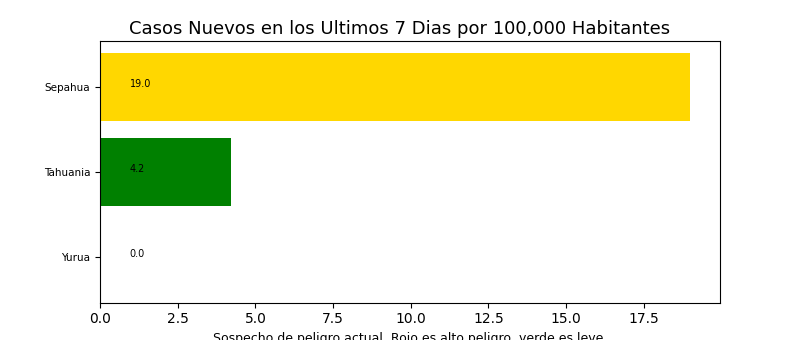 Casos Nuevos en los Ultimos 7 Dias por 100,000 Habitantes
Sepahua
19.0
Tahuania
4.2
Yurua
0.0
0.0 2.5 5.0 7.5 10.0 12.5 15.0 17.5
Sospecho de peligro actual. Rojo es alto peligro, verde es leve